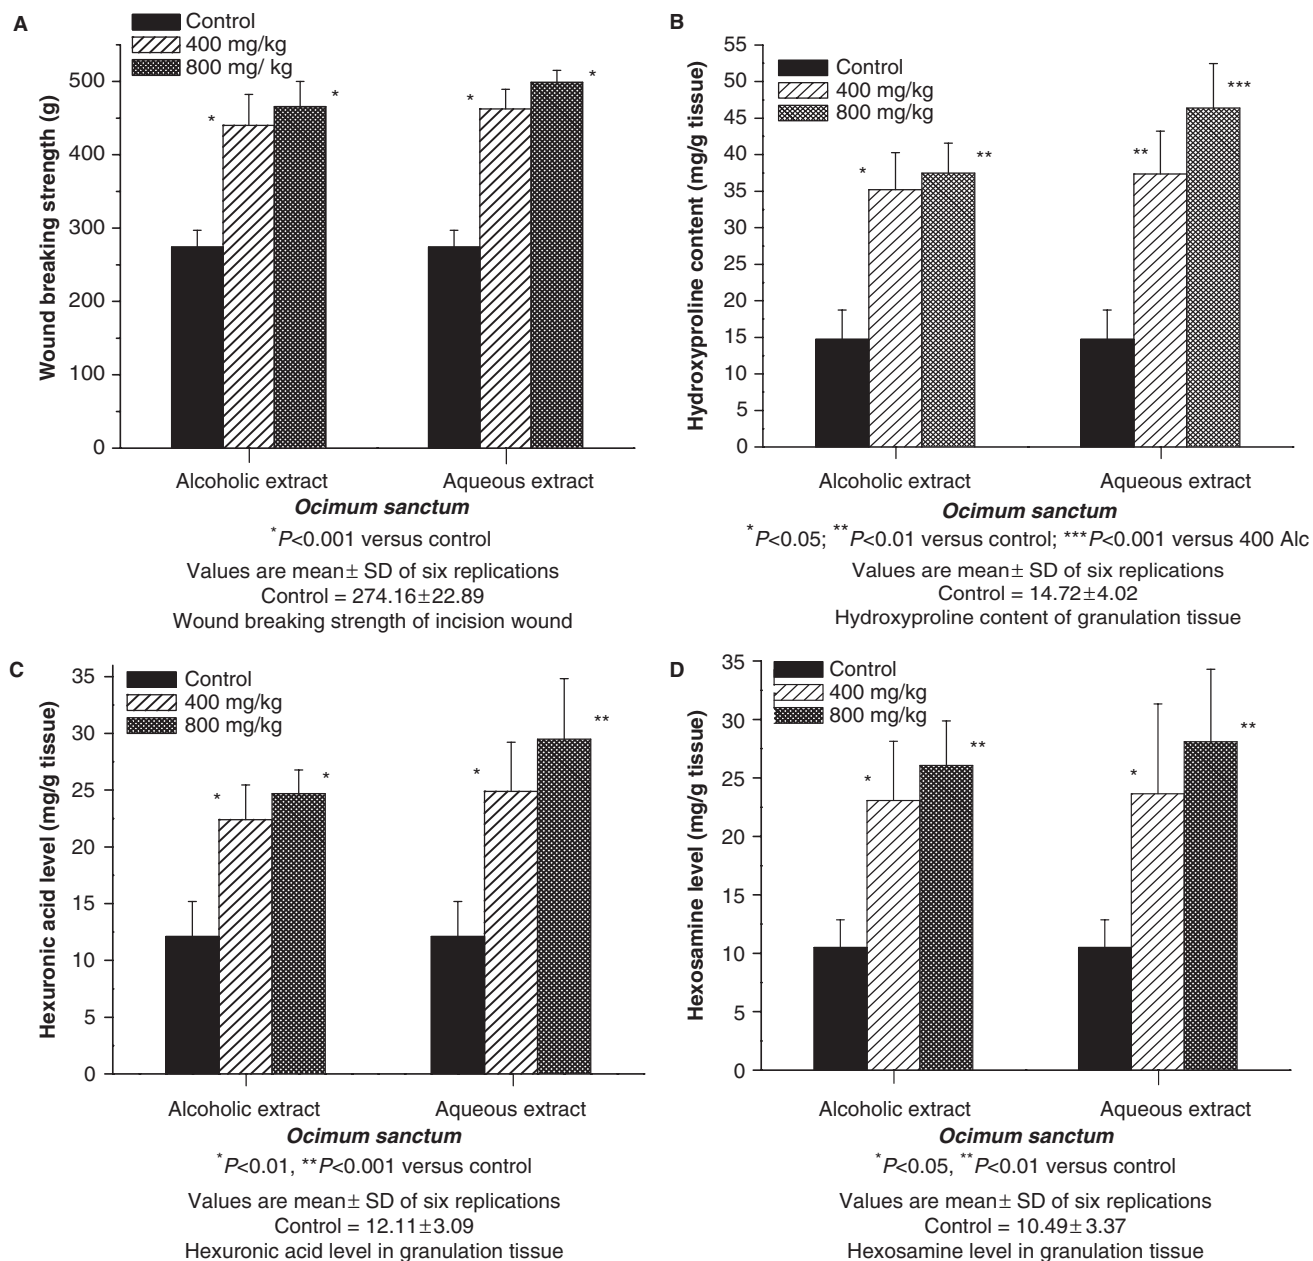 A
Control
400 mg/kg
800 mg/ kg
500
400
300
200
100
0
Wound breaking strength (g)
*
*
*
*
Alcoholic extract
Aqueous extract
Ocimum sanctum
*P<0.001 versus control
Values are mean± SD of six replications
Control = 274.16±22.89
Wound breaking strength of incision wound
B
Control
400 mg/kg
800 mg/kg
55
50
45
40
35
30
25
20
15
10
5
0
Hydroxyproline content (mg/g tissue)
*
**
**
***
Alcoholic extract
Aqueous extract
Ocimum sanctum
*P<0.05; **P<0.01 versus control; ***P<0.001 versus 400 Alc
Values are mean± SD of six replications
Control = 14.72±4.02
Hydroxyproline content of granulation tissue
C
Control
400 mg/kg
800 mg/kg
35
30
25
20
15
10
5
0
Hexuronic acid level (mg/g tissue)
*
*
*
**
Alcoholic extract
Aqueous extract
Ocimum sanctum
*P<0.01, **P<0.001 versus control
Values are mean± SD of six replications
Control = 12.11±3.09
Hexuronic acid level in granulation tissue
D
Control
400 mg/kg
800 mg/kg
35
30
25
20
15
10
5
0
Hexosamine level (mg/g tissue)
*
**
*
**
Alcoholic extract
Aqueous extract
Ocimum sanctum
*P<0.05, **P<0.01 versus control
Values are mean± SD of six replications
Control = 10.49±3.37
Hexosamine level in granulation tissue